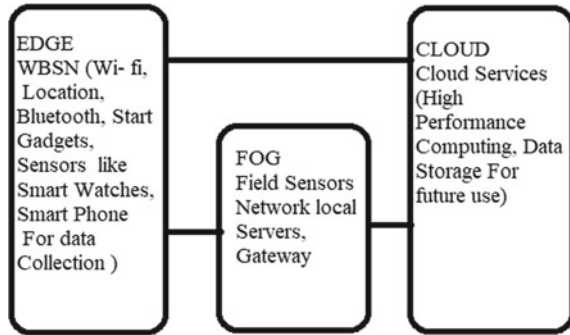 EDGE
WBSN (Wi- fi,
Location,
Bluetooth, Start
Gadgets,
Sensors like
Smart Watches,
Smart Phone
For data
Collection )
FOG
Field Sensors
Network local
Servers,
Gateway
CLOUD
Cloud Services
(High
Performance
Computing, Data
Storage For
future use)